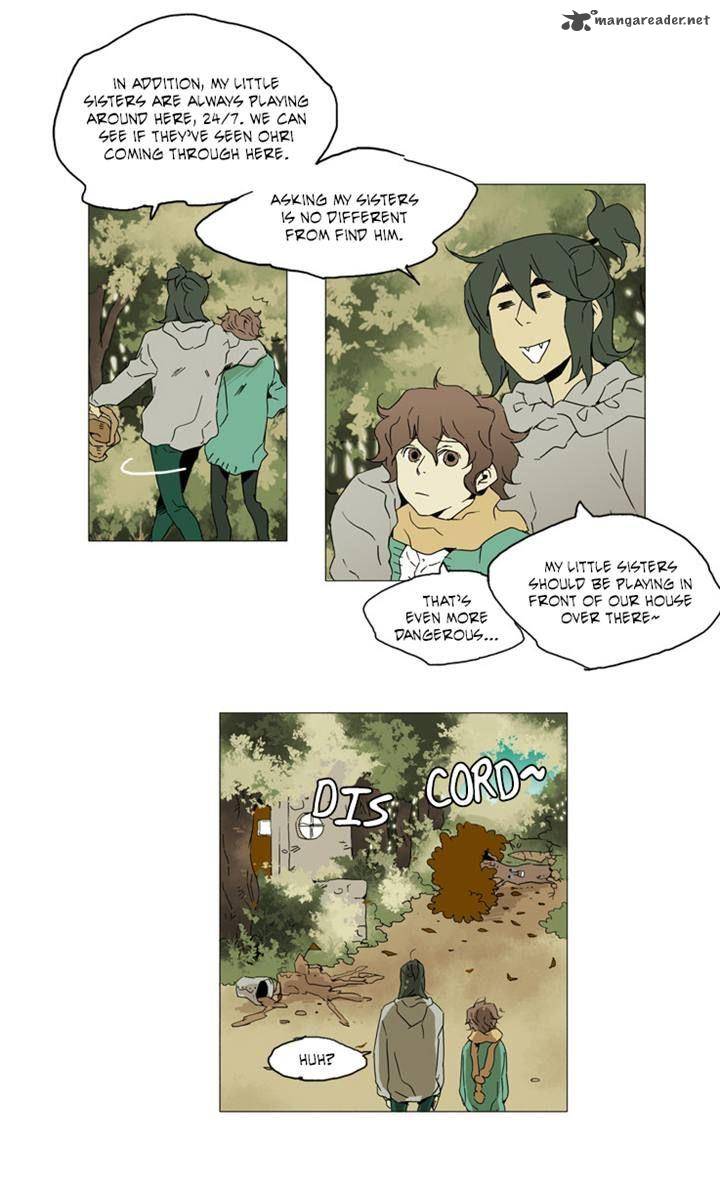 mangareader.net
IN ADDITION, MY LITTLE
SISTERS ARE ALWAYS PLAYING
AROUND HERE, 24/7. WE CAN
SEE IF THEY'VE SEEN OHRI
COMING THROUGH HERE.
ASKING MY SISTERS
IS NO DIFFERENT
FROM FIND HIM.
MY LITTLE SISTERS
SHOULD BE PLAYING IN
FRONT OF OUR HOUSE
OVER THERE~
THAT'S
EVEN MORE
DANGEROUS...
DIS CORD~
HUH?